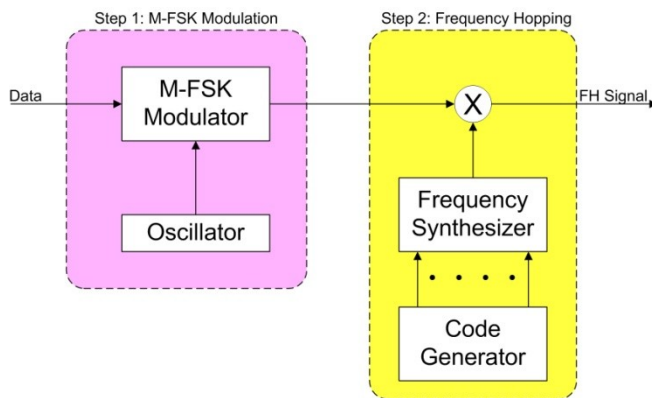 Step 1: M-FSK Modulation
Step 2: Frequency Hopping
Data
M-FSK
Modulator
X
FH Signal
Oscillator
Frequency
Synthesizer
Code
Generator